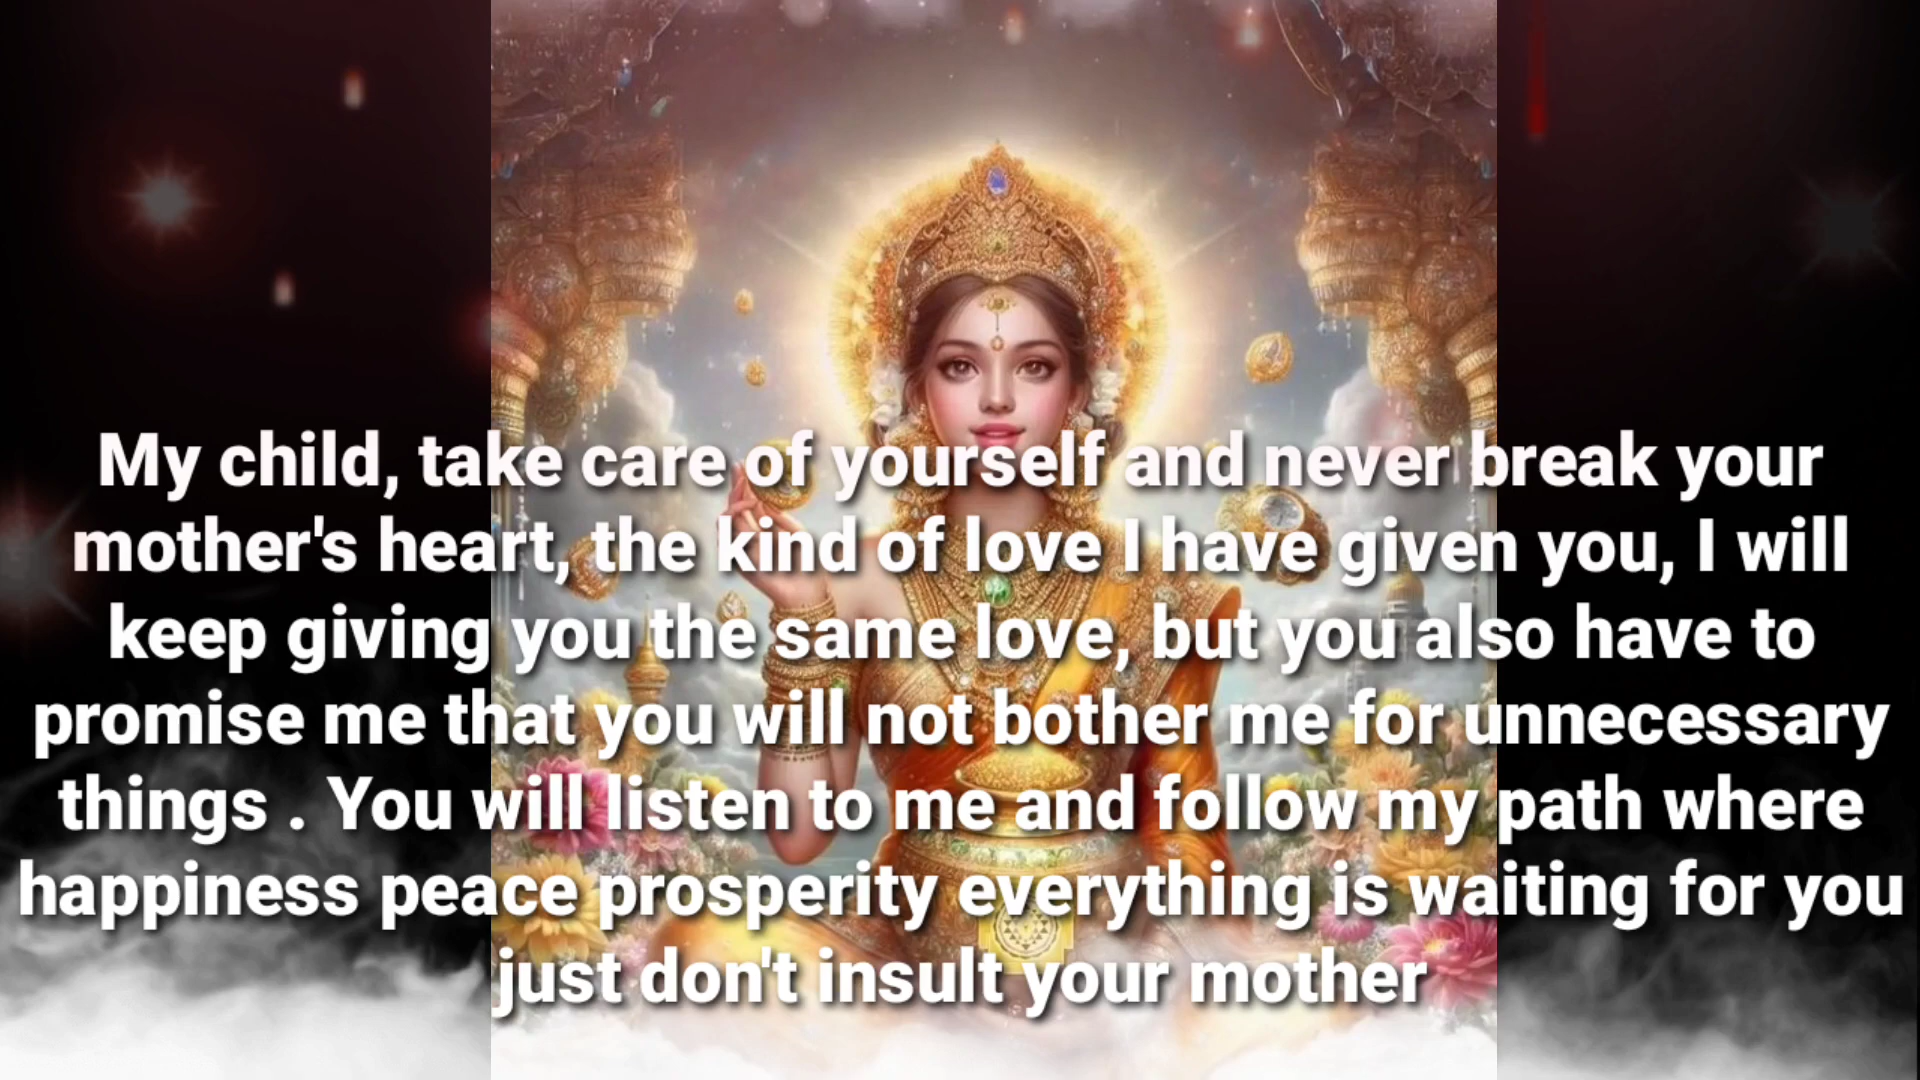 My child, take care of yourself and never break your
mother's heart, the kind of love I have given you, I will
keep giving you the same love, but you also have to
promise me that you will not bother me for unnecessary
things . You will listen to me and follow my path where
happiness peace prosperity everything is waiting for you
just don't insult your mother